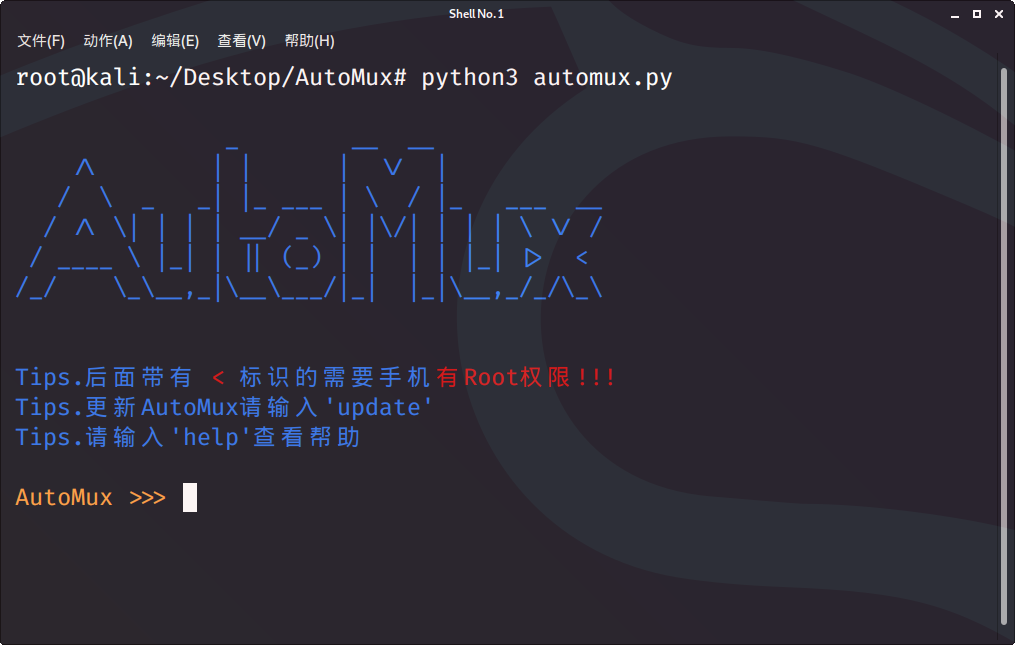 Shell No. 1
文件(F) 动作(A) 编辑(E) 查看(V) 帮助(H)
root@kali:~/Desktop/AutoMux# python3 automux.py
AutoMux
Tips.后面带有 < 标识的需要手机有Root权限!!!
Tips.更新AutoMux请输入'update'
Tips.请输入'help'查看帮助
AutoMux >>>